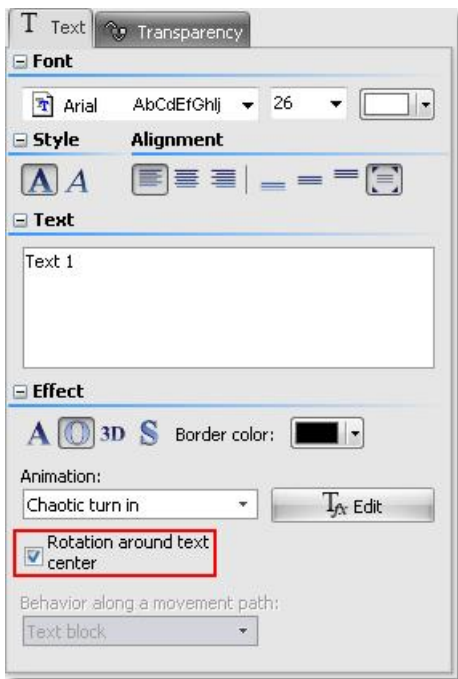 T Text Transparency
Font
Arial AbCdEfGhIj 26
Style Alignment
A A
Text
Text 1
Effect
A O 3D S Border color:
Animation:
Chaotic turn in Tfx Edit
Rotation around text
center
Behavior along a movement path:
Text block